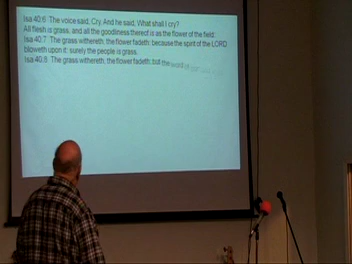 Isa 40:6 The voice said, Cry. And he said, What shall I cry?
All flesh is grass, and all the goodliness thereof is as the flower of the field:
Isa 40:7 The grass withereth, the flower fadeth: because the spirit of the LORD
bloweth upon it: surely the people is grass.
Isa 40:8 The grass withereth, the flower fadeth: but the word